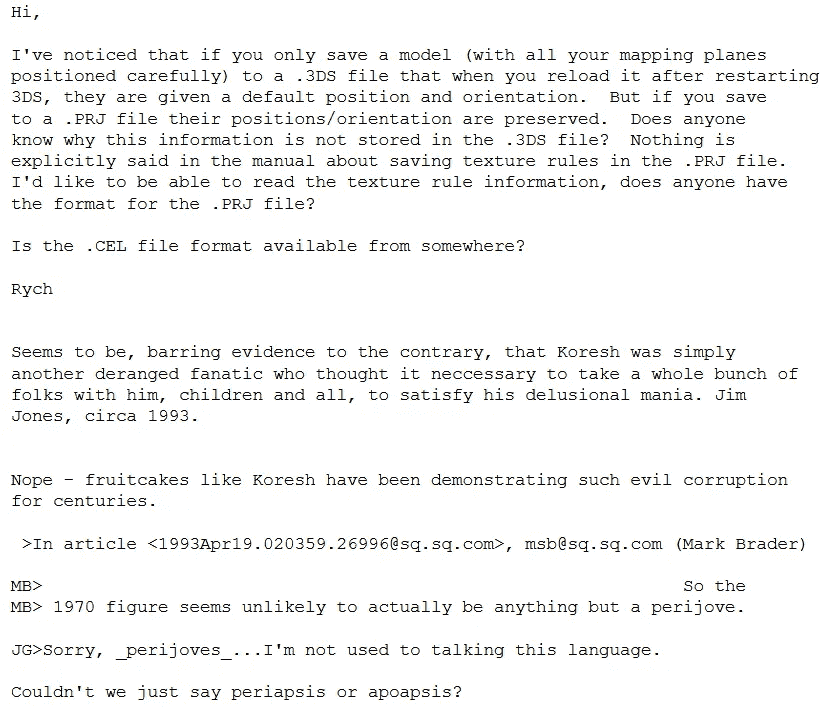 Hi,

I've noticed that if you only save a model (with all your mapping planes
positioned carefully) to a .3DS file that when you reload it after restarting
3DS, they are given a default position and orientation.  But if you save
to a .PRJ file their positions/orientation are preserved.  Does anyone
know why this information is not stored in the .3DS file?  Nothing is
explicitly said in the manual about saving texture rules in the .PRJ file.
I'd like to be able to read the texture rule information, does anyone have
the format for the .PRJ file?

Is the .CEL file format available from somewhere?

Rych


Seems to be, barring evidence to the contrary, that Koresh was simply
another deranged fanatic who thought it neccessary to take a whole bunch of
folks with him, children and all, to satisfy his delusional mania. Jim
Jones, circa 1993.


Nope - fruitcakes like Koresh have been demonstrating such evil corruption
for centuries.

 >In article <1993Apr19.020359.26996@sq.sq.com>, msb@sq.sq.com (Mark Brader)

MB>                                                             So the
MB> 1970 figure seems unlikely to actually be anything but a perijove.

JG>Sorry, _perijoves_...I'm not used to talking this language.

Couldn't we just say periapsis or apoapsis?